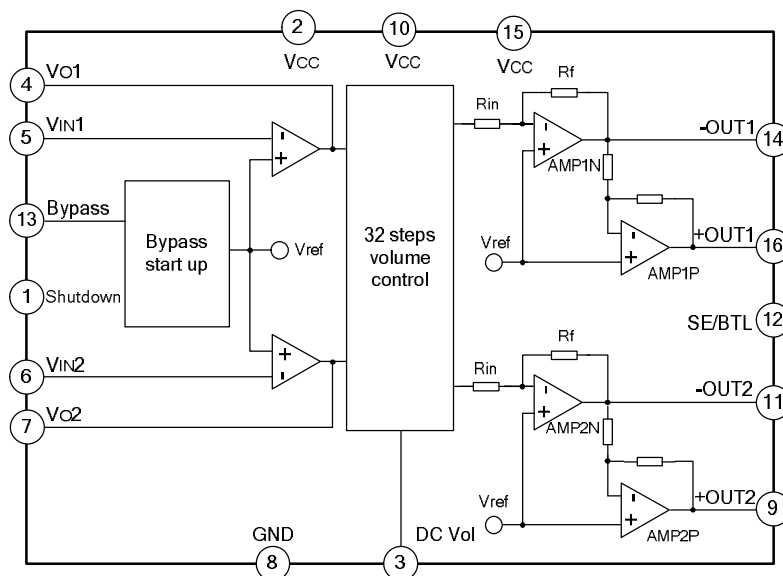 2
10
15
VCC
VCC
VCC
4
VO1
Rf
Rin
5
VIN1
-
+
-
+
AMP1N
-OUT1
14
13
Bypass
Bypass
start up
Vref
32 steps
volume
control
-
+
AMP1P
Vref
+OUT1
16
1
Shutdown
12
SE/BTL
6
VIN2
+
-
Rf
Rin
-
+
AMP2N
-OUT2
11
7
VO2
-
+
AMP2P
Vref
+OUT2
9
GND
8
DC Vol
3